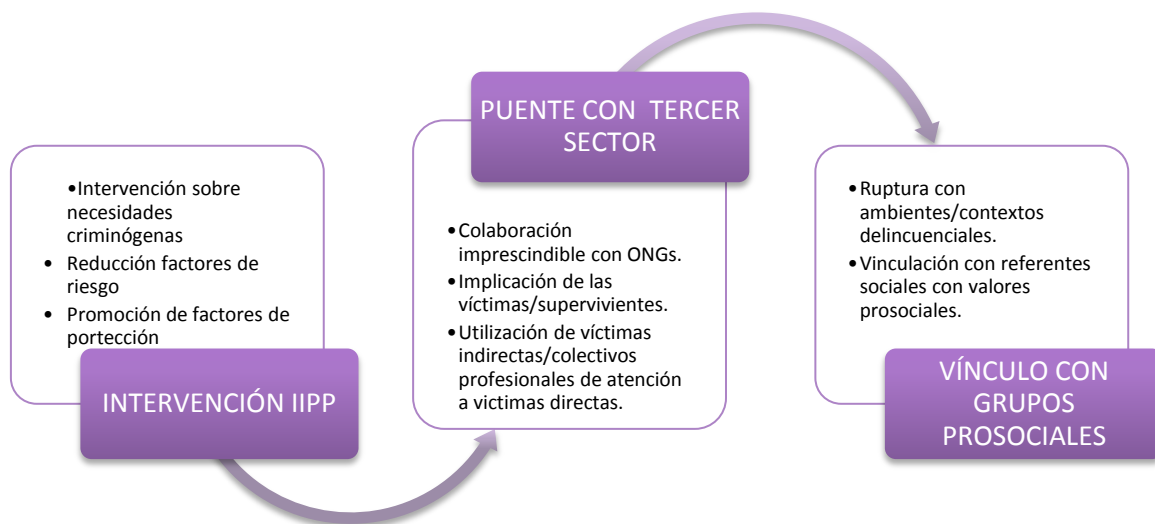 •Intervención sobre
necesidades
criminógenas
• Reducción factores de
riesgo
• Promoción de factores de
portección
INTERVENCIÓN IIPP
PUENTE CON TERCER
SECTOR
•Colaboración
imprescindible con ONGs.
•Implicación de las
víctimas/supervivientes.
•Utilización de víctimas
indirectas/colectivos
profesionales de atención
a victimas directas.
•Ruptura con
ambientes/contextos
delincuenciales.
•Vinculación con referentes
sociales con valores
prosociales.
VÍNCULO CON
GRUPOS
PROSOCIALES